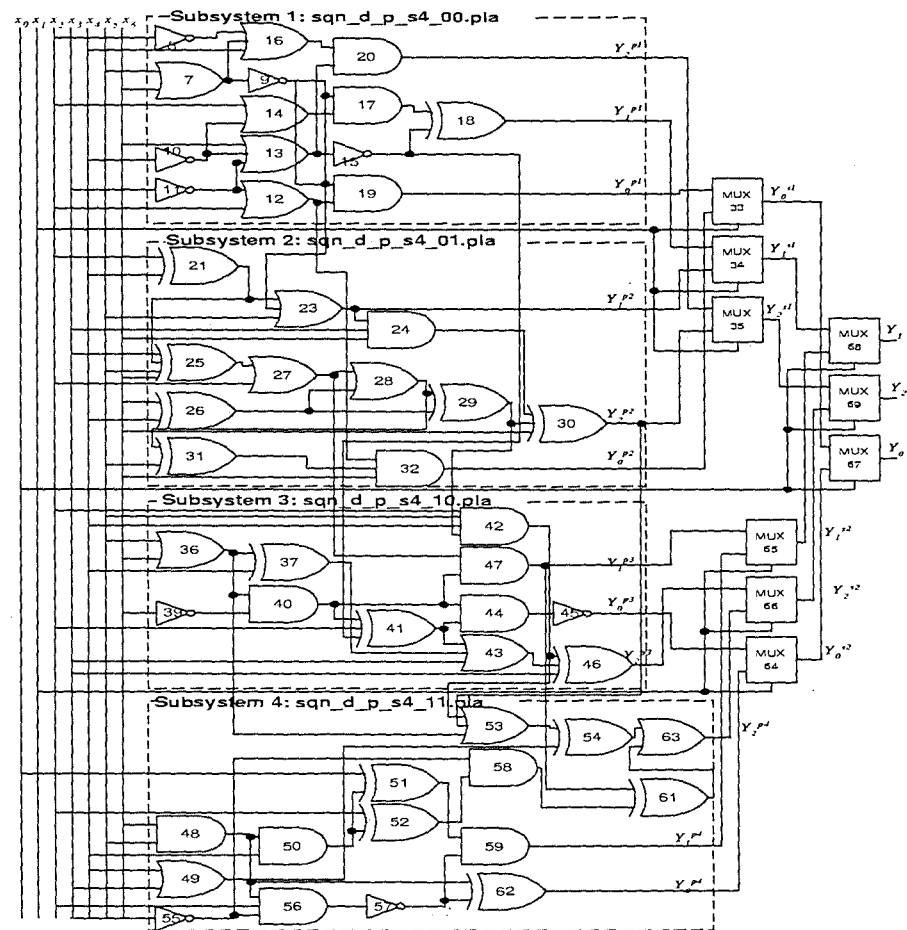 x₀ x₁ x₂ x₃ x₄ x₅ x₆
Subsystem 1: sqn_d_p_s4_00.pla
16
20
Y₂ᵖ¹
7
9
14
17
18
Y₁ᵖ¹
10
13
15
11
12
19
Y₀ᵖ¹
MUX 33
Y₀ˢ¹
MUX 34
Y₁ˢ¹
MUX 35
Y₂ˢ¹
Subsystem 2: sqn_d_p_s4_01.pla
21
23
Y₁ᵖ²
24
25
27
28
26
29
30
Y₂ᵖ²
31
32
Y₀ᵖ²
MUX 68
Y₁
MUX 69
Y₂
MUX 67
Y₀
Subsystem 3: sqn_d_p_s4_10.pla
42
36
37
47
Y₁ᵖ³
39
40
44
45
Y₀ᵖ³
41
43
46
MUX 65
Y₁ˢ²
MUX 66
Y₂ˢ²
MUX 64
Y₀ˢ²
Subsystem 4: sqn_d_p_s4_11.pla
53
54
63
Y₂ᵖ⁴
58
51
61
52
48
50
59
Y₁ᵖ⁴
49
62
Y₀ᵖ⁴
56
57
55